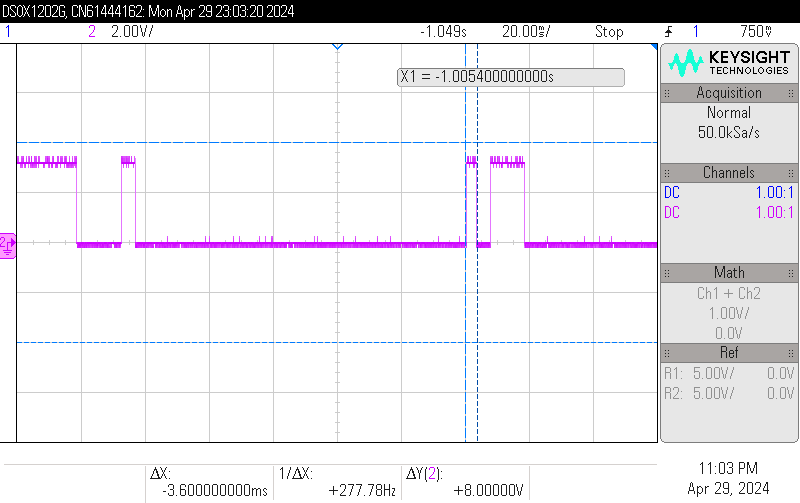 DSOX1202G, CN61444162: Mon Apr 29 23:03:20 2024
1 2 2.00V/ -1.049s 20.00ms/ Stop 1 750mV
X1 = -1.005400000000s
KEYSIGHT
TECHNOLOGIES
Acquisition
Normal
50.0kSa/s
Channels
DC 1.00:1
DC 1.00:1
Math
Ch1 + Ch2
1.00V/
0.0V
Ref
R1: 5.00V/ 0.0V
R2: 5.00V/ 0.0V
2
ΔX:
-3.600000000ms
1/ΔX:
+277.78Hz
ΔY(2):
+8.00000V
11:03 PM
Apr 29, 2024